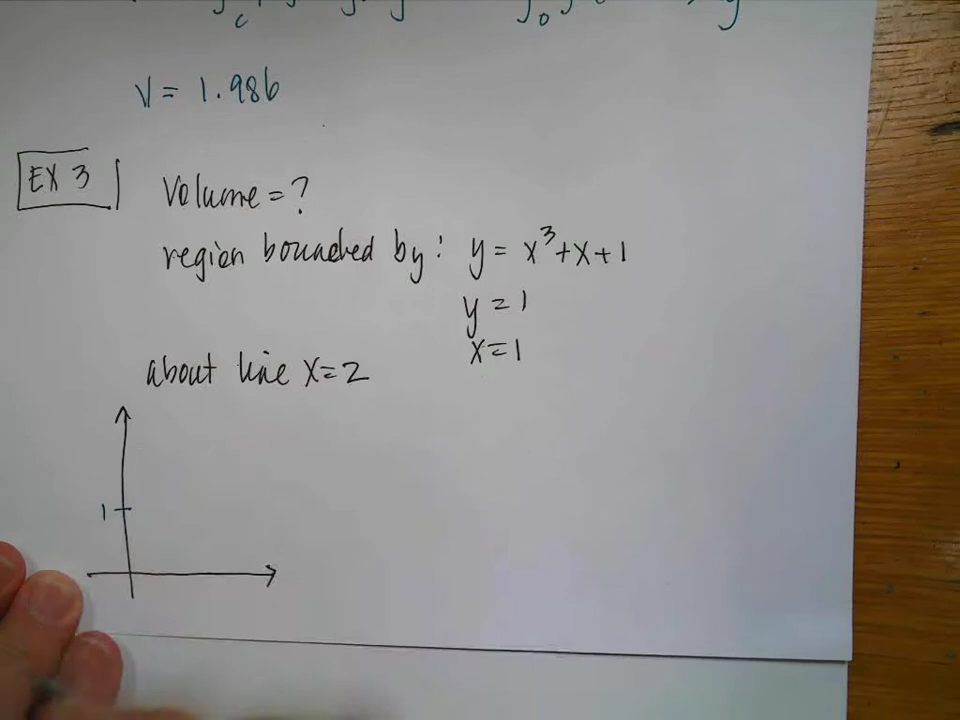 V = 1.986
EX 3
Volume = ?
region bounded by: y = x³+x+1
y = 1
x=1
about line x=2
1